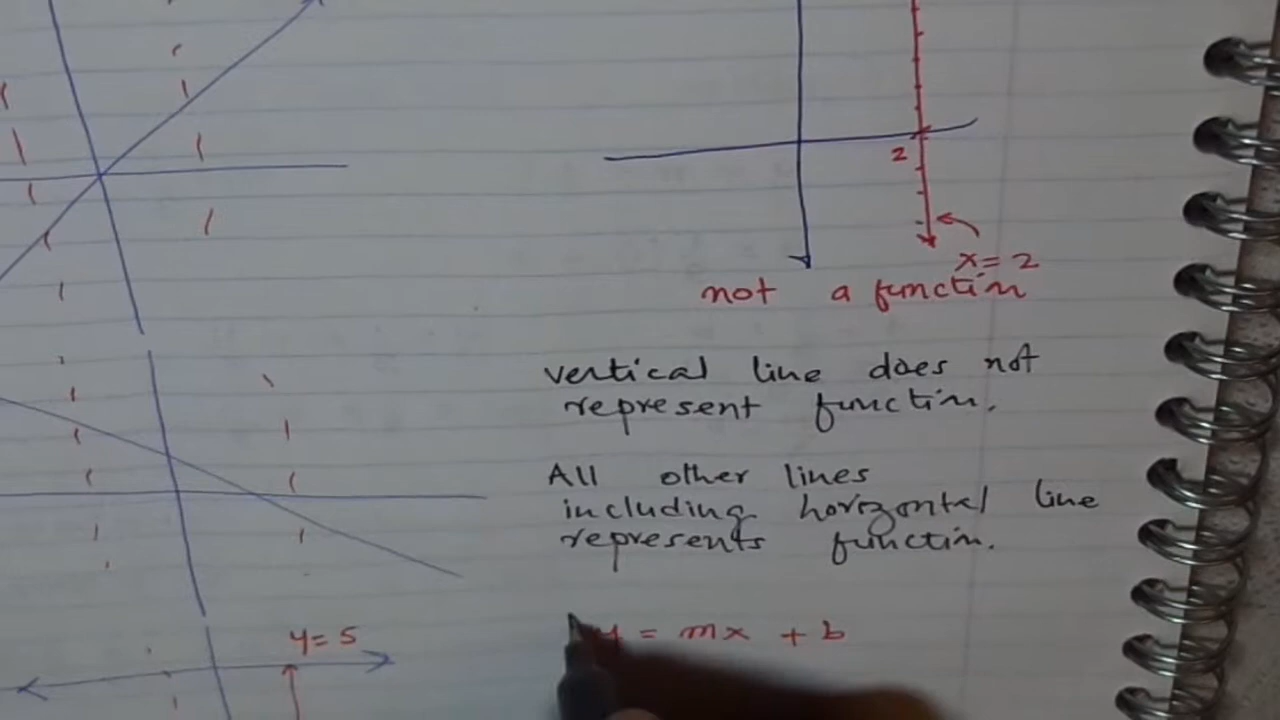 2
x = 2
not a function
vertical line does not
represent function.
All other lines
including horizontal line
represents function.
y = 5
y = mx + b